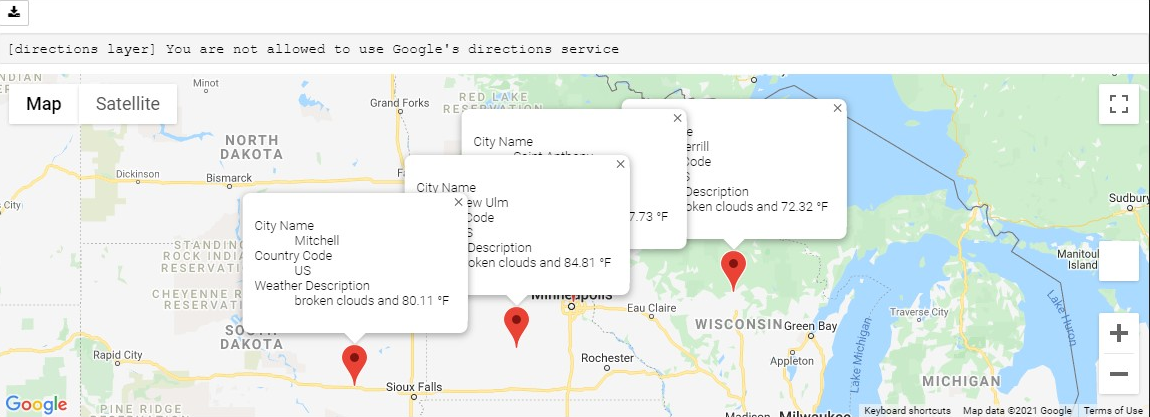 [directions layer] You are not allowed to use Google's directions service
Map
Satellite
Minot
Grand Forks
RED LAKE
RESERVATION
NORTH
DAKOTA
Dickinson
Bismarck
City
Sudbury
City Name
Saint Anthony
7.73 °F
errill
Code
Description
oken clouds and 72.32 °F
City Name
ew Ulm
Code
S
Description
oken clouds and 84.81 °F
City Name
Mitchell
Country Code
US
Weather Description
broken clouds and 80.11 °F
STANDING
ROCK INDIA
RESERVATI
CHEYENNE R
RESERVAT
SOUTH
DAKOTA
Rapid City
Sioux Falls
PINE RIDGE
RESERVATION
Minneapolis
Eau Claire
Rochester
WISCONSIN
Green Bay
Appleton
Madison
Milwaukee
Lake Michigan
Traverse City
MICHIGAN
Manitoul
Island
Lake Huron
Google
Keyboard shortcuts
Map data ©2021 Google
Terms of Use